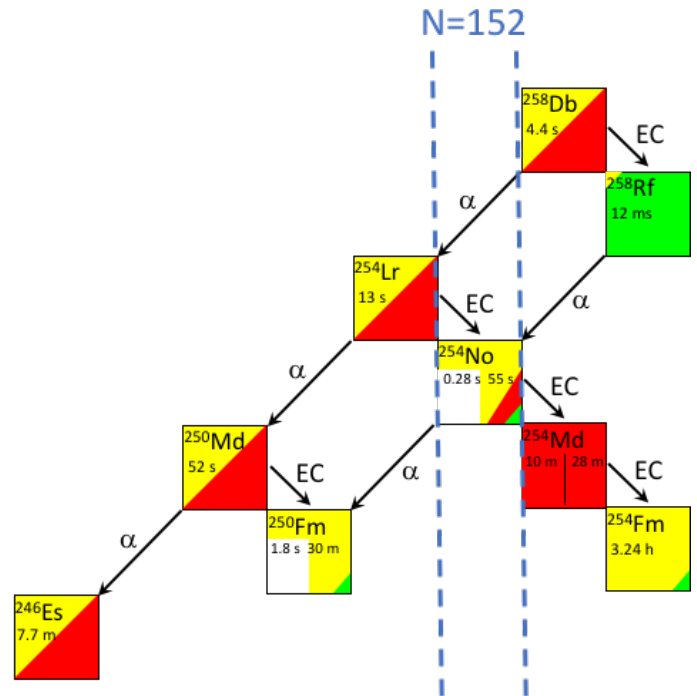 N=152
²⁵⁸Db
4.4 s
EC
²⁵⁸Rf
12 ms
α
²⁵⁴Lr
13 s
EC
α
²⁵⁴No
0.28 s 55 s
EC
α
²⁵⁴Md
10 m 28 m
²⁵⁰Md
52 s
EC
α
EC
²⁵⁴Fm
3.24 h
²⁵⁰Fm
1.8 s 30 m
α
²⁴⁶Es
7.7 m